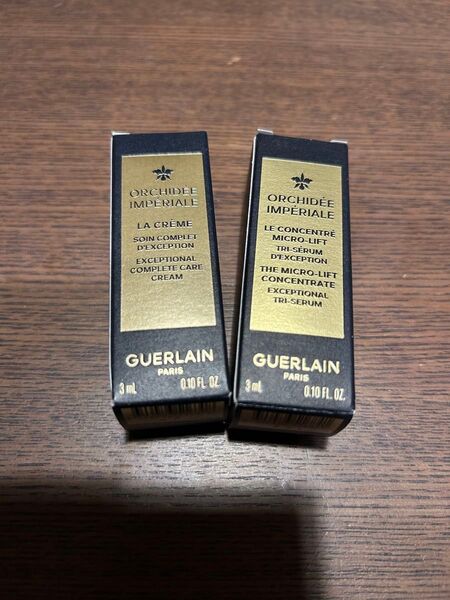 ORCHIDÉE
IMPÉRIALE
LA CRÈME
SOIN COMPLET
D'EXCEPTION
EXCEPTIONAL
COMPLETE CARE
CREAM
GUERLAIN
PARIS
3 mL 0.10 FL. OZ.
ORCHIDÉE
IMPÉRIALE
LE CONCENTRÉ
MICRO-LIFT
TRI-SÉRUM
D'EXCEPTION
THE MICRO-LIFT
CONCENTRATE
EXCEPTIONAL
TRI-SERUM
GUERLAIN
PARIS
3 mL 0.10 FL. OZ.